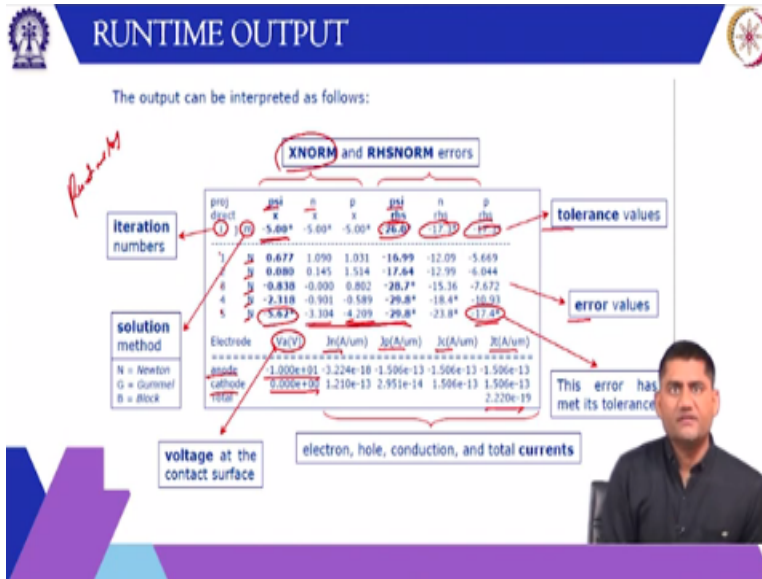 RUNTIME OUTPUT
The output can be interpreted as follows:
XNORM and RHSNORM errors
proj psi n p psi n p
direct x x x rhs rhs rhs
i j m -5.00* -5.00* -5.00* -26.0* -17.3*
tolerance values
iteration
numbers
1 N 0.677 1.090 1.031 -16.99 -12.09 -5.669
N 0.080 0.145 1.514 -17.64 -12.99 -6.044
N -0.838 -0.000 0.802 -28.7* -15.36 -7.672
4 N -2.318 -0.901 -0.589 -29.8* -18.4* -10.93
5 N -5.62* -3.304 -4.209 -29.8* -23.8* -17.4*
error values
solution
method
N = Newton
G = Gummel
B = Block
Electrode Va(V) Jn(A/um) Jp(A/um) Jc(A/um) Jt(A/um)
anode -1.000e+01 -3.224e-18 -1.506e-13 -1.506e-13 -1.506e-13
cathode 0.000e+00 1.210e-13 2.951e-14 1.506e-13 1.506e-13
Total 2.220e-19
This error has
met its tolerance
voltage at the
contact surface
electron, hole, conduction, and total currents